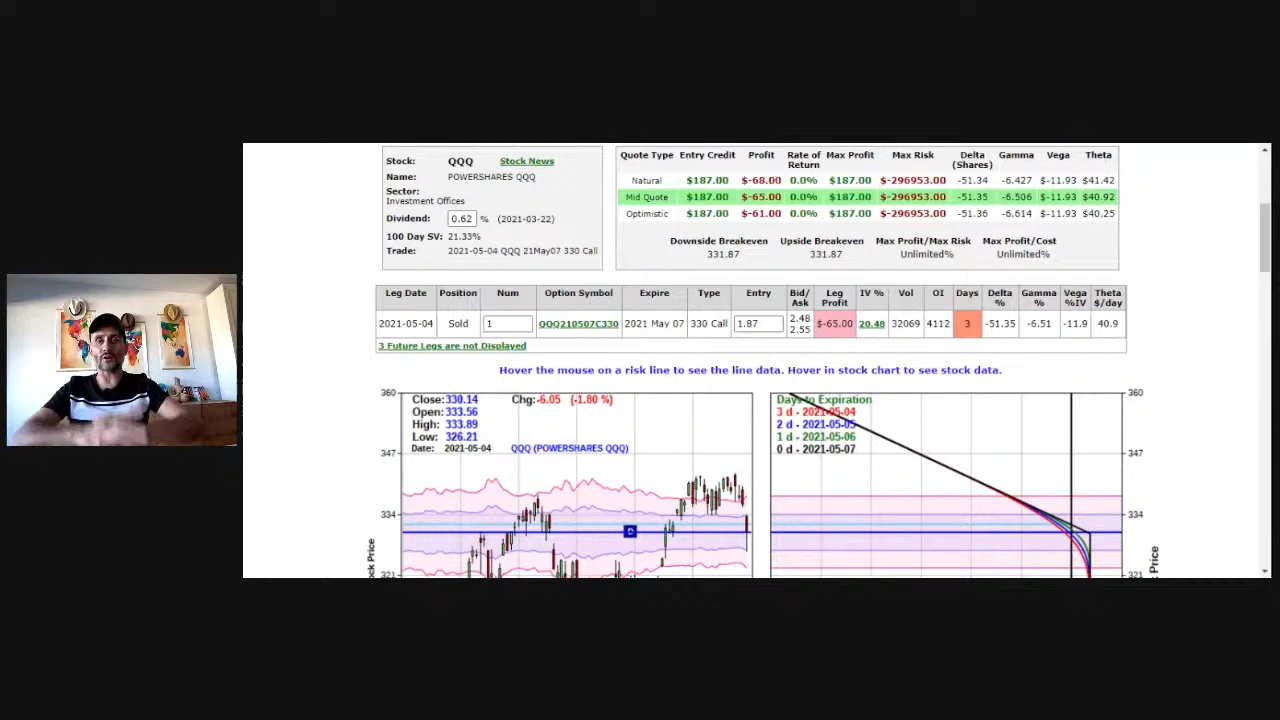 Stock: QQQ Stock News
Name: POWERSHARES QQQ
Sector:
Investment Offices
Dividend: 0.62 % (2021-03-22)
100 Day SV: 21.33%
Trade: 2021-05-04 QQQ 21May07 330 Call
Quote Type Entry Credit Profit Rate of Return Max Profit Max Risk Delta (Shares) Gamma Vega Theta
Natural $187.00 $-68.00 0.0% $187.00 $-296953.00 -51.34 -6.427 $-11.93 $41.42
Mid Quote $187.00 $-65.00 0.0% $187.00 $-296953.00 -51.35 -6.506 $-11.93 $40.92
Optimistic $187.00 $-61.00 0.0% $187.00 $-296953.00 -51.36 -6.614 $-11.93 $40.25
Downside Breakeven Upside Breakeven Max Profit/Max Risk Max Profit/Cost
331.87 331.87 Unlimited% Unlimited%
Leg Date Position Num Option Symbol Expire Type Entry Bid/ Ask Leg Profit IV % Vol OI Days Delta % Gamma % Vega %IV Theta $/day
2021-05-04 Sold 1 QQQ210507C330 2021 May 07 330 Call 1.87 2.48 2.55 $-65.00 20.48 32069 4112 3 -51.35 -6.51 -11.9 40.9
3 Future Legs are not Displayed
Hover the mouse on a risk line to see the line data. Hover in stock chart to see stock data.
360
Close:330.14 Chg:-6.05 (-1.80 %)
Open: 333.56
High: 333.89
Low: 326.21
Date: 2021-05-04 QQQ (POWERSHARES QQQ)
347
334
321
ck Price
Days to Expiration
3 d - 2021-05-04
2 d - 2021-05-05
1 d - 2021-05-06
0 d - 2021-05-07
360
347
334
321
Price